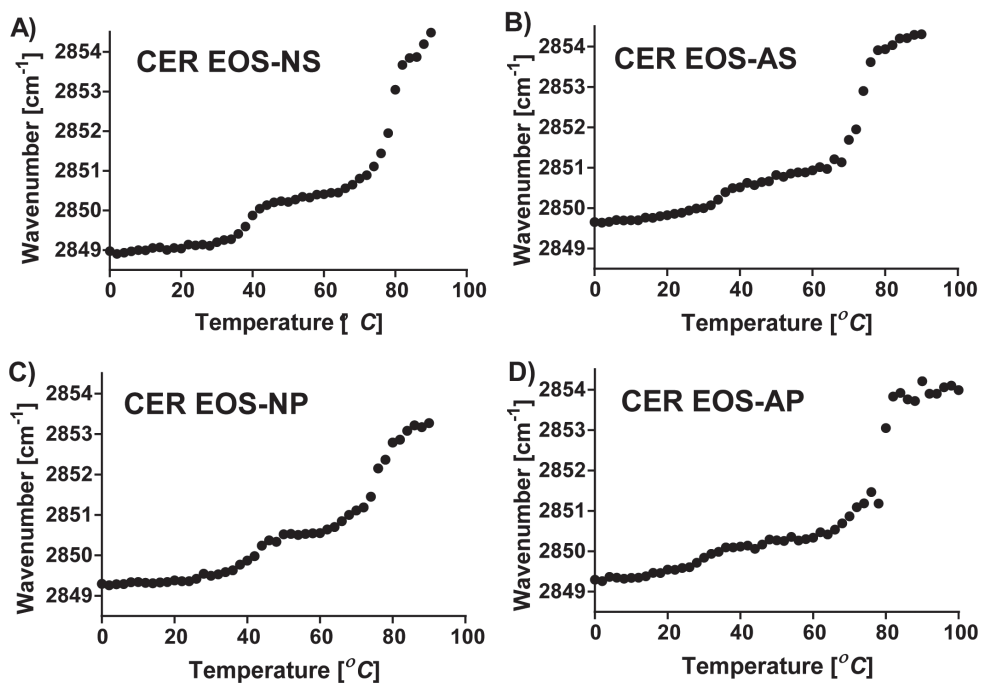 A)
CER EOS-NS
Wavenumber [cm-1]
2854
2853
2852
2851
2850
2849
0 20 40 60 80 100
Temperature [ C]
B)
CER EOS-AS
Wavenumber [cm-1]
2854
2853
2852
2851
2850
2849
0 20 40 60 80 100
Temperature [oC]
C)
CER EOS-NP
Wavenumber [cm-1]
2854
2853
2852
2851
2850
2849
0 20 40 60 80 100
Temperature [oC]
D)
CER EOS-AP
Wavenumber [cm-1]
2854
2853
2852
2851
2850
2849
0 20 40 60 80 100
Temperature [oC]